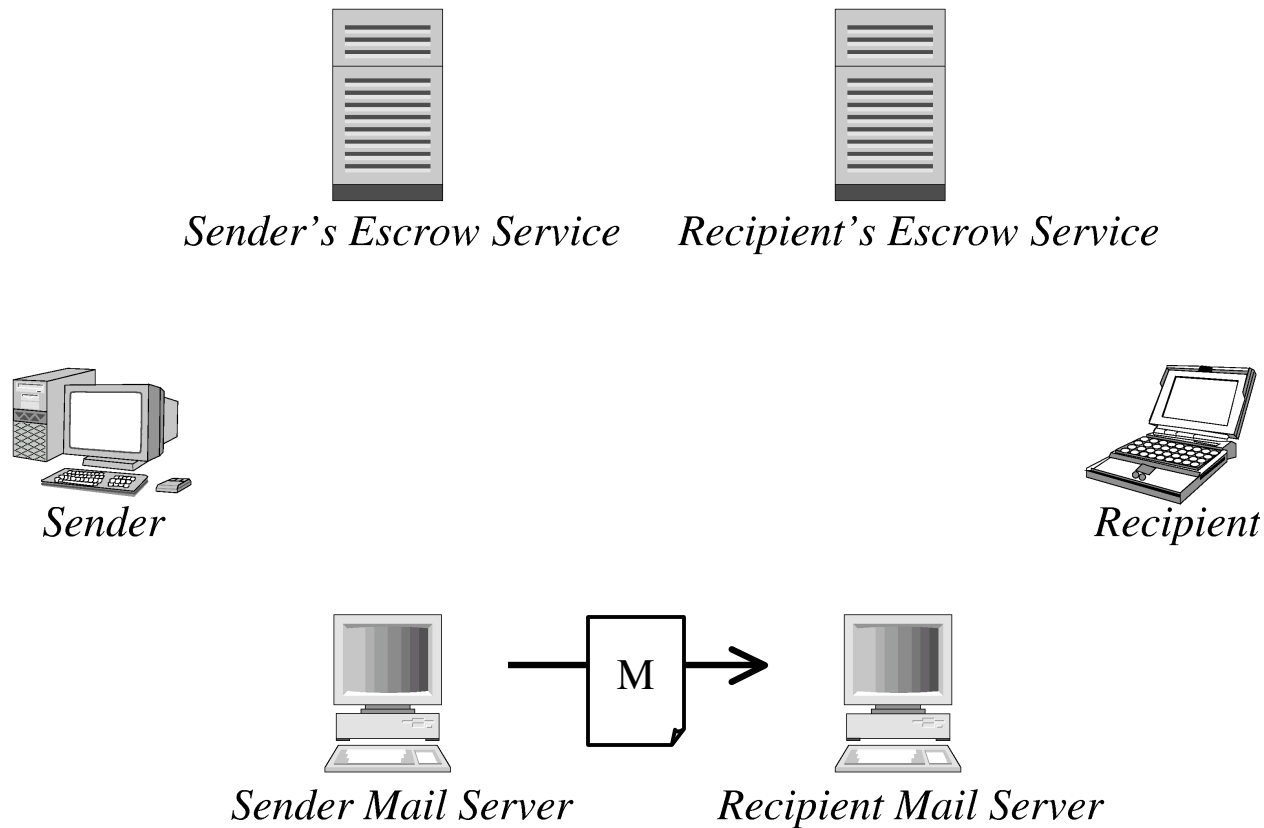 Sender’s Escrow Service
Recipient’s Escrow Service
Sender
Recipient
M
Sender Mail Server
Recipient Mail Server